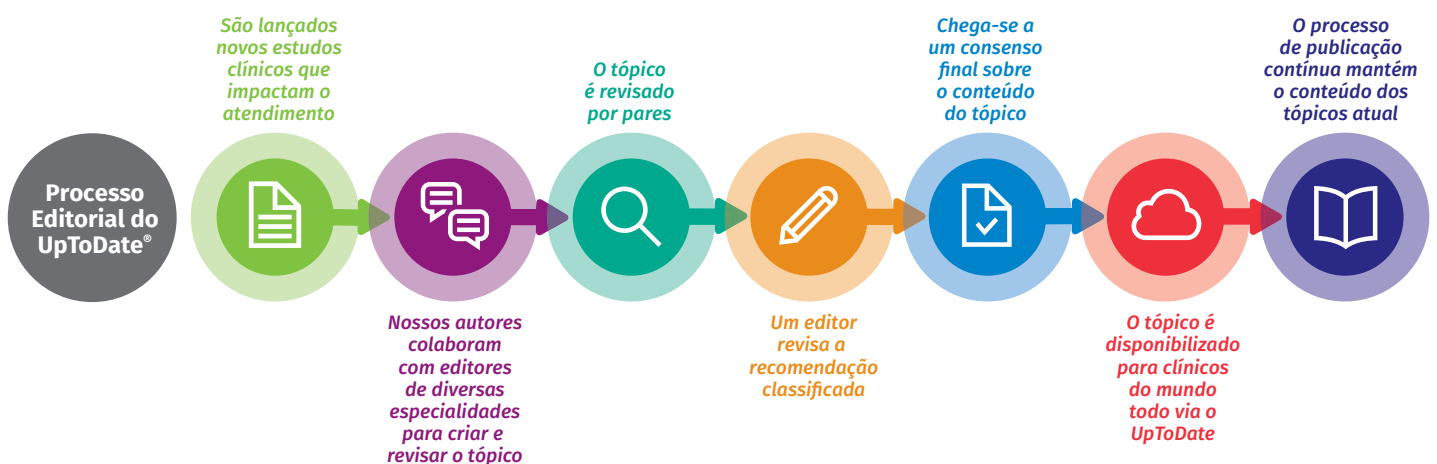 Processo
Editorial do
UpToDate®
São lançados
novos estudos
clínicos que
impactam o
atendimento
Nossos autores
colaboram
com editores
de diversas
especialidades
para criar e
revisar o tópico
O tópico
é revisado
por pares
Um editor
revisa a
recomendação
classificada
Chega-se a
um consenso
final sobre
o conteúdo
do tópico
O tópico é
disponibilizado
para clínicos
do mundo
todo via o
UpToDate
O processo
de publicação
contínua mantém
o conteúdo dos
tópicos atual